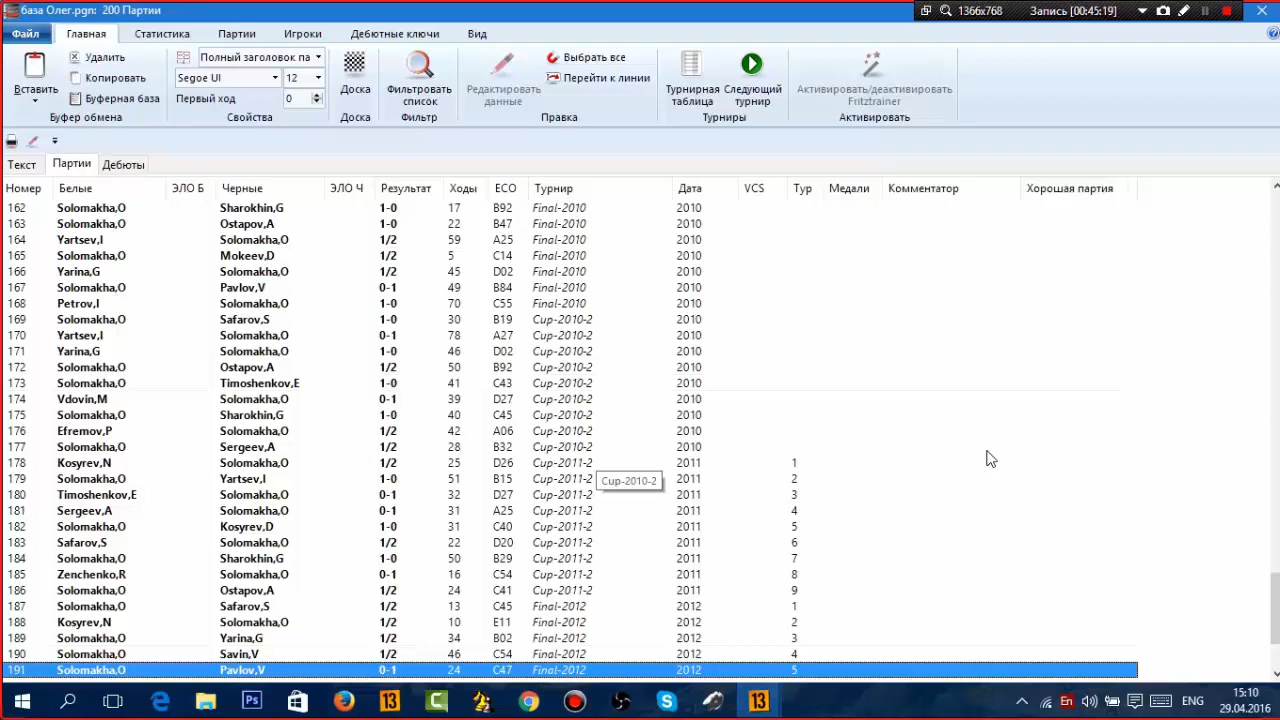 база Олег.pgn: 200 Партии
1366x768 Запись [00:45:19]
Файл Главная Статистика Партии Игроки Дебютные ключи Вид
Удалить Полный заголовок па Выбрать все
Копировать Segoe UI 12 Перейти к линии
Вставить Буферная база Первый ход 0 Доска Фильтровать список Редактировать данные Турнирная таблица Следующий турнир Активировать/деактивировать Fritztrainer
Буфер обмена Свойства Доска Фильтр Правка Турниры Активировать
Текст Партии Дебюты
Номер Белые ЭЛО Б Черные ЭЛО Ч Результат Ходы ECO Турнир Дата VCS Тур Медали Комментатор Хорошая партия
162 Solomakha,O Sharokhin,G 1-0 17 B92 Final-2010 2010
163 Solomakha,O Ostapov,A 1-0 22 B47 Final-2010 2010
164 Yartsev,I Solomakha,O 1/2 59 A25 Final-2010 2010
165 Solomakha,O Mokeev,D 1/2 5 C14 Final-2010 2010
166 Yarina,G Solomakha,O 1/2 45 D02 Final-2010 2010
167 Solomakha,O Pavlov,V 0-1 49 B84 Final-2010 2010
168 Petrov,I Solomakha,O 1-0 70 C55 Final-2010 2010
169 Solomakha,O Safarov,S 1-0 30 B19 Cup-2010-2 2010
170 Yartsev,I Solomakha,O 0-1 78 A27 Cup-2010-2 2010
171 Yarina,G Solomakha,O 1-0 46 D02 Cup-2010-2 2010
172 Solomakha,O Ostapov,A 1/2 50 B92 Cup-2010-2 2010
173 Solomakha,O Timoshenkov,E 1-0 41 C43 Cup-2010-2 2010
174 Vdovin,M Solomakha,O 0-1 39 D27 Cup-2010-2 2010
175 Solomakha,O Sharokhin,G 1-0 40 C45 Cup-2010-2 2010
176 Efremov,P Solomakha,O 1/2 42 A06 Cup-2010-2 2010
177 Solomakha,O Sergeev,A 1/2 28 B32 Cup-2010-2 2010
178 Kosyrev,N Solomakha,O 1/2 25 D26 Cup-2011-2 2011 1
179 Solomakha,O Yartsev,I 1-0 51 B15 Cup-2011-2 2011 2
Cup-2010-2
180 Timoshenkov,E Solomakha,O 0-1 32 D27 Cup-2011-2 2011 3
181 Sergeev,A Solomakha,O 0-1 31 A25 Cup-2011-2 2011 4
182 Solomakha,O Kosyrev,D 1-0 31 C40 Cup-2011-2 2011 5
183 Safarov,S Solomakha,O 1/2 22 D20 Cup-2011-2 2011 6
184 Solomakha,O Sharokhin,G 1-0 50 B29 Cup-2011-2 2011 7
185 Zenchenko,R Solomakha,O 0-1 16 C54 Cup-2011-2 2011 8
186 Solomakha,O Ostapov,A 1/2 24 C41 Cup-2011-2 2011 9
187 Solomakha,O Safarov,S 1/2 13 C45 Final-2012 2012 1
188 Kosyrev,N Solomakha,O 1/2 10 E11 Final-2012 2012 2
189 Solomakha,O Yarina,G 1/2 34 B02 Final-2012 2012 3
190 Solomakha,O Savin,V 1/2 46 C54 Final-2012 2012 4
191 Solomakha,O Pavlov,V 0-1 24 C47 Final-2012 2012 5
Ps 13 C 13 En ENG 15:10
29.04.2016